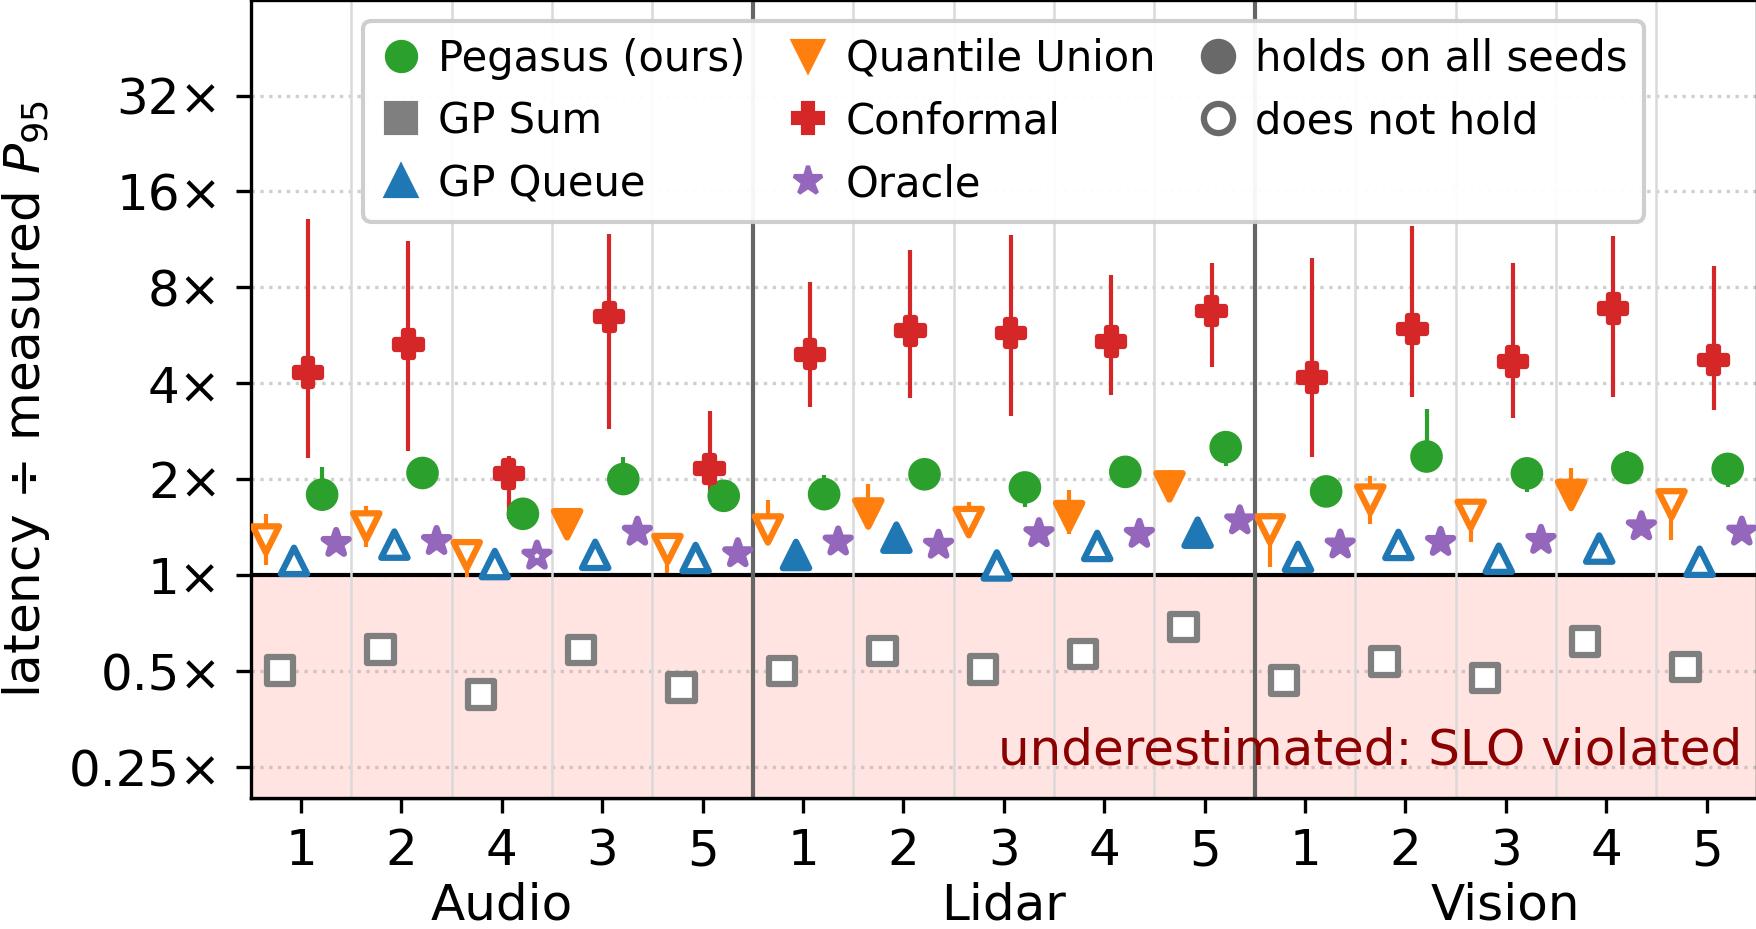 latency ÷ measured P95
32×
16×
8×
4×
2×
1×
0.5×
0.25×
Pegasus (ours)
GP Sum
GP Queue
Quantile Union
Conformal
Oracle
holds on all seeds
does not hold
underestimated: SLO violated
1 2 4 3 5 1 2 3 4 5 1 2 3 4 5
Audio Lidar Vision